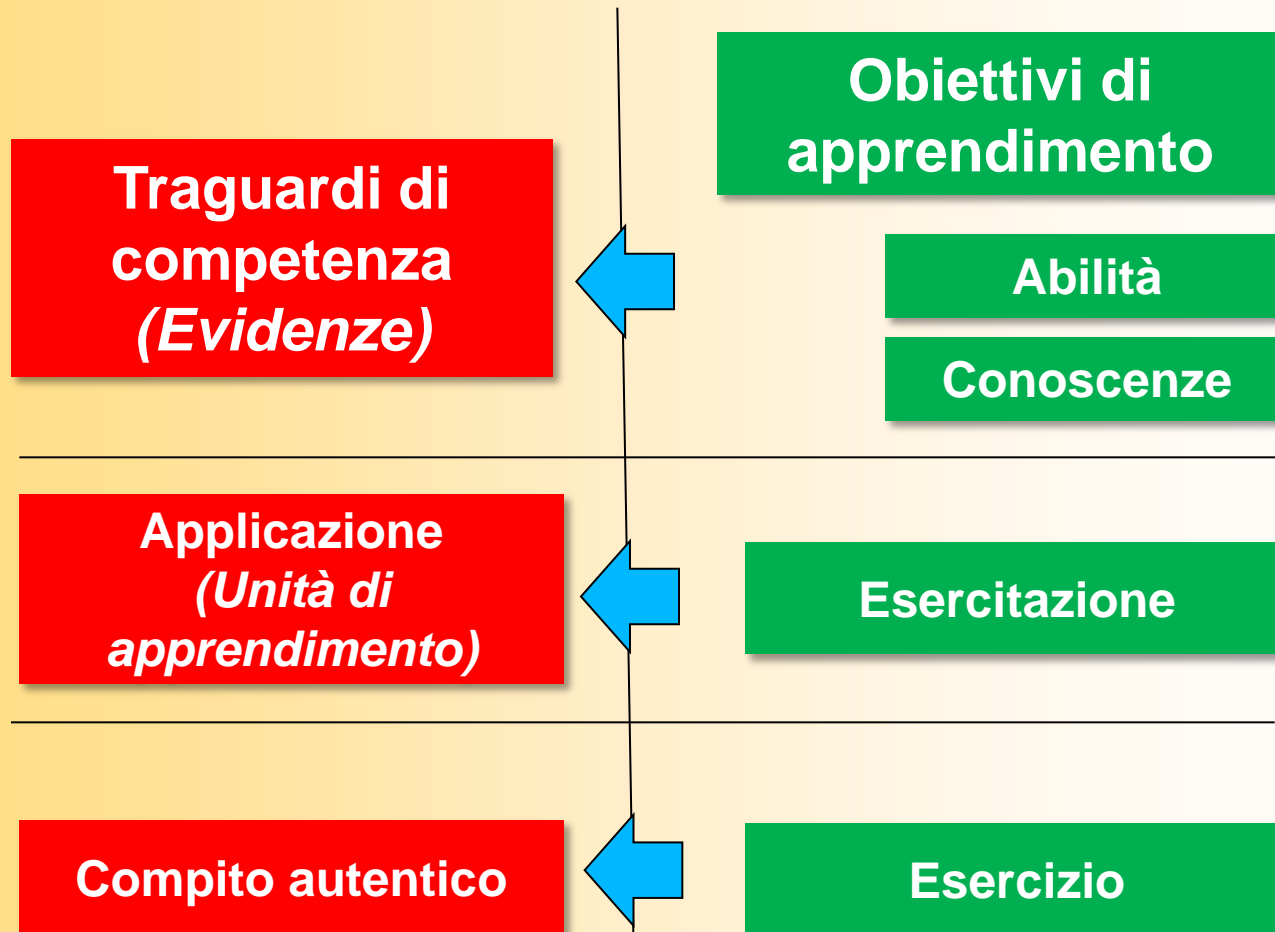 Obiettivi di
apprendimento
Traguardi di
competenza
(Evidenze)
Abilità
Conoscenze
Applicazione
(Unità di
apprendimento)
Esercitazione
Compito autentico
Esercizio